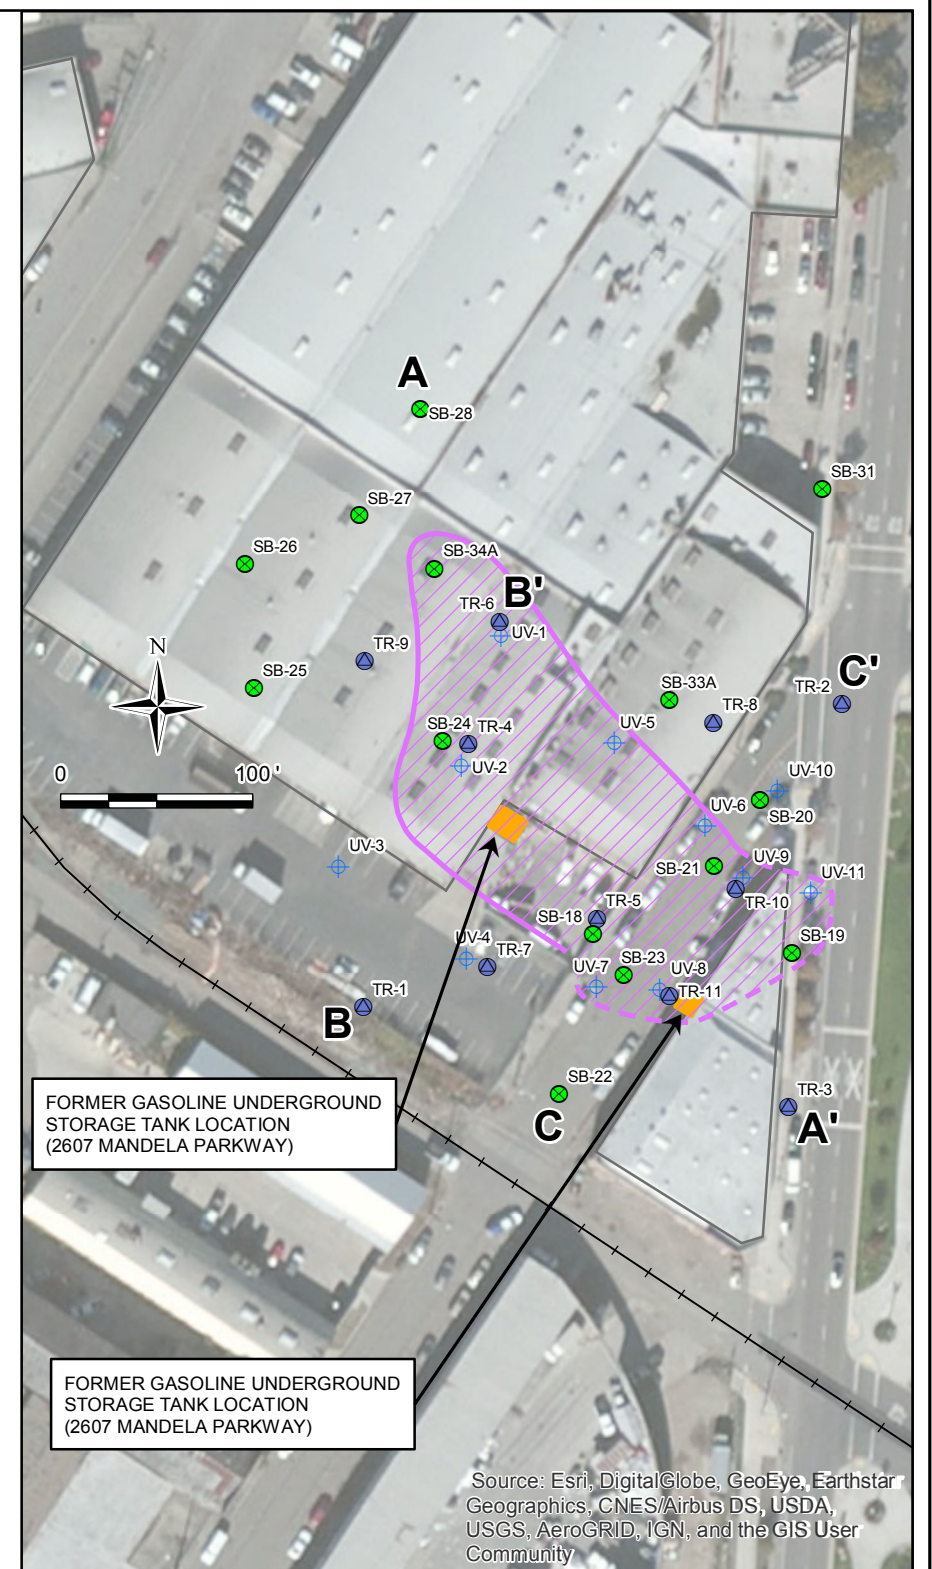 A
SB-28
SB-31
SB-27
SB-26
SB-34A
B'
TR-6
UV-1
N
TR-9
SB-25
SB-33A
TR-2
C'
TR-8
SB-24
TR-4
UV-5
UV-2
0 100'
UV-10
SB-20
UV-6
UV-3
SB-21
UV-9
UV-11
TR-10
TR-5
SB-18
UV-4
TR-7
SB-19
SB-23
UV-7
UV-8
TR-11
TR-1
B
SB-22
C
TR-3
A'
FORMER GASOLINE UNDERGROUND
STORAGE TANK LOCATION
(2607 MANDELA PARKWAY)
FORMER GASOLINE UNDERGROUND
STORAGE TANK LOCATION
(2607 MANDELA PARKWAY)
Source: Esri, DigitalGlobe, GeoEye, Earthstar
Geographics, CNES/Airbus DS, USDA,
USGS, AeroGRID, IGN, and the GIS User
Community